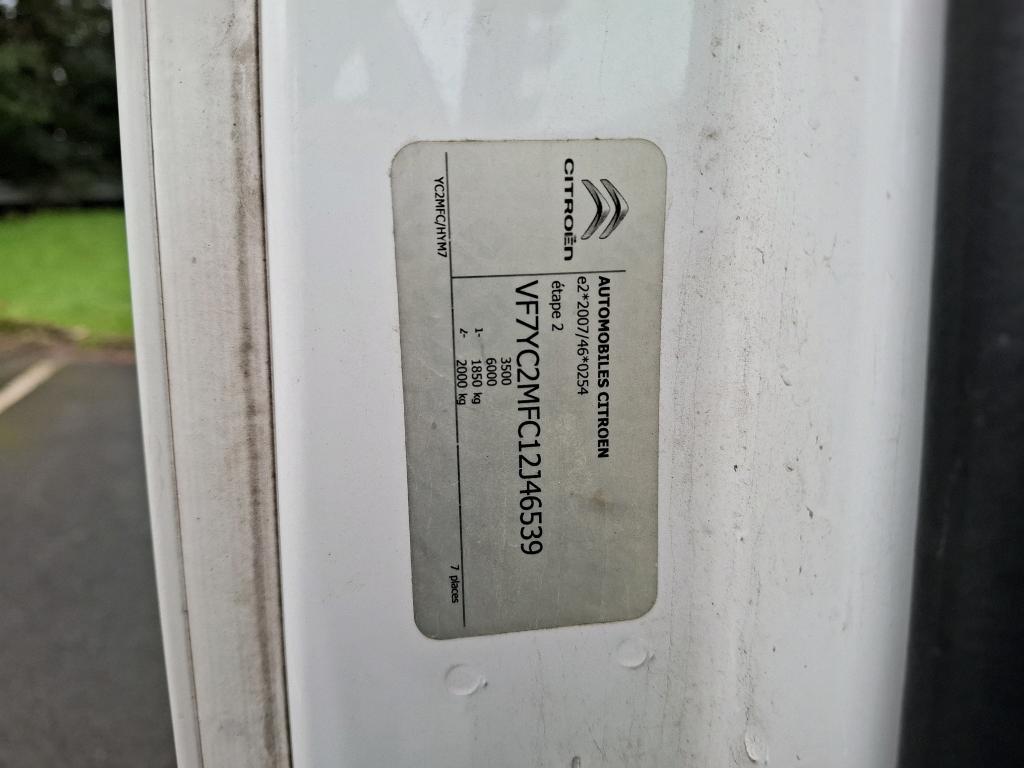 CITROËN
AUTOMOBILES CITROEN
e2*2007/46*0254
étape 2
VF7YC2MFC12J46539
3500
6000
1- 1850 kg
2- 2000 kg
YC2MFC/HYM7
7 places